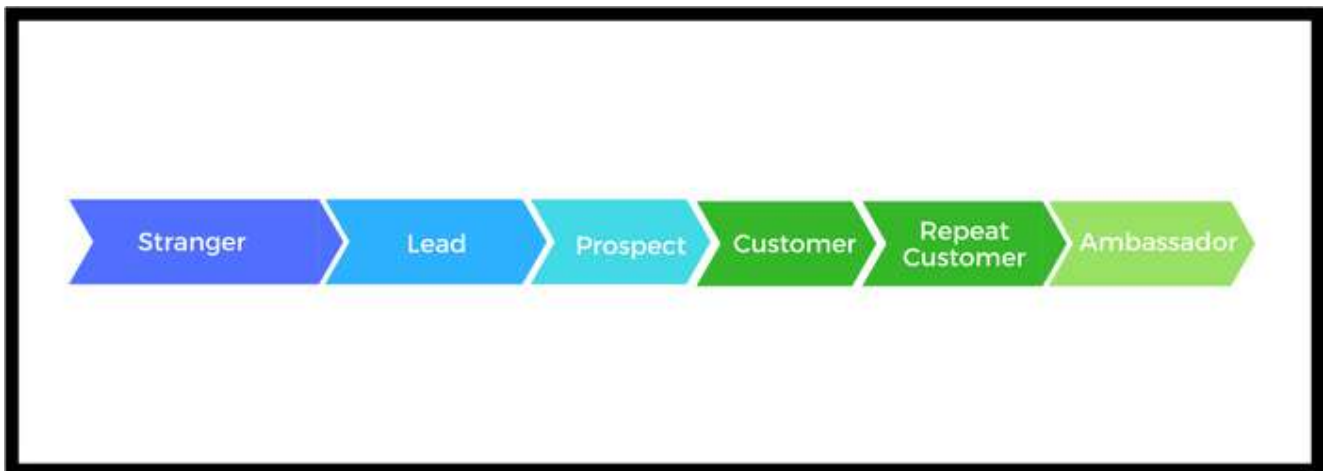 Stranger
Lead
Prospect
Customer
Repeat
Customer
Ambassador